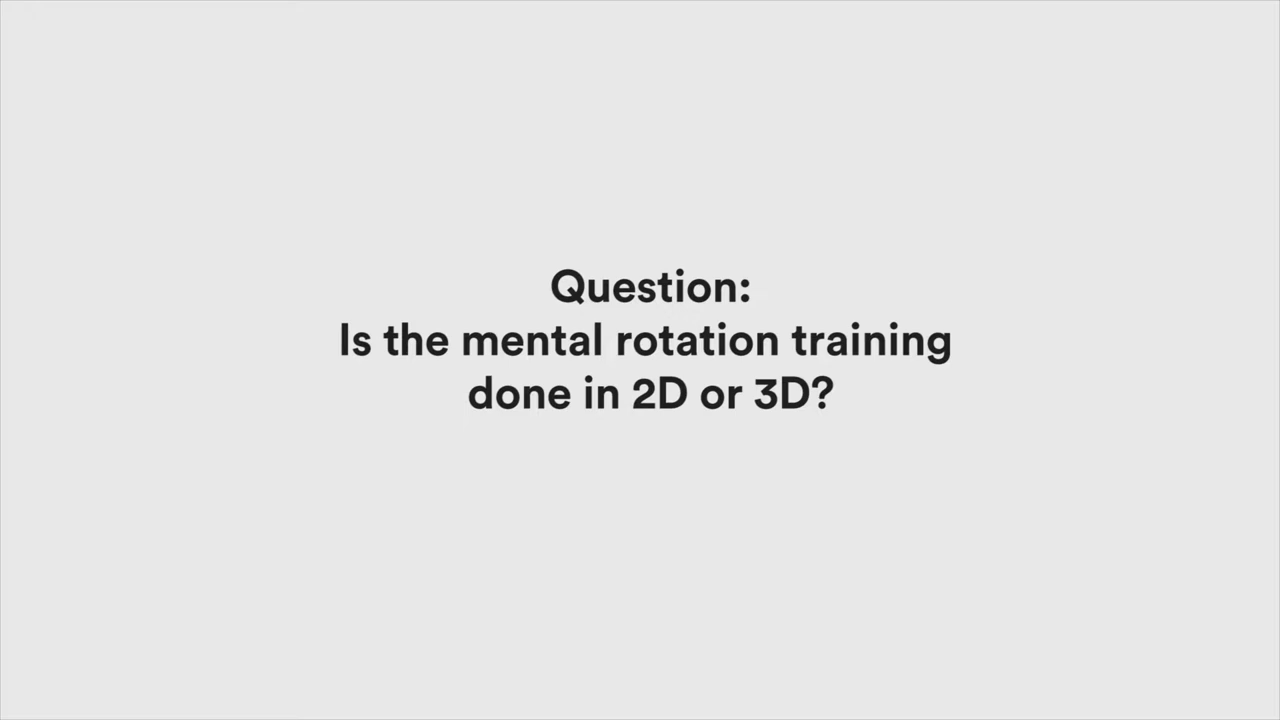 Question:
Is the mental rotation training
done in 2D or 3D?